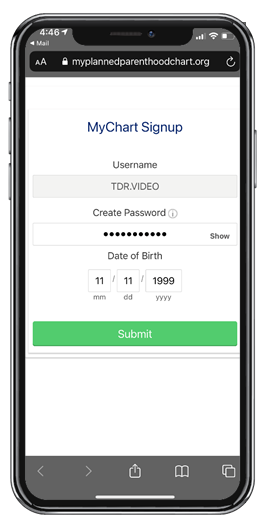 4:46
Mail
AA myplannedparenthoodchart.org
MyChart Signup
Username
TDR.VIDEO
Create Password
Show
Date of Birth
11 / 11 / 1999
mm dd yyyy
Submit